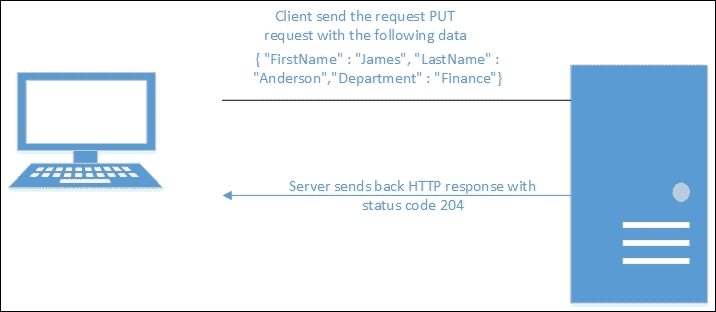 Client send the request PUT
request with the following data
{ "FirstName" : "James", "LastName" :
"Anderson","Department" : "Finance"}
Server sends back HTTP response with
status code 204